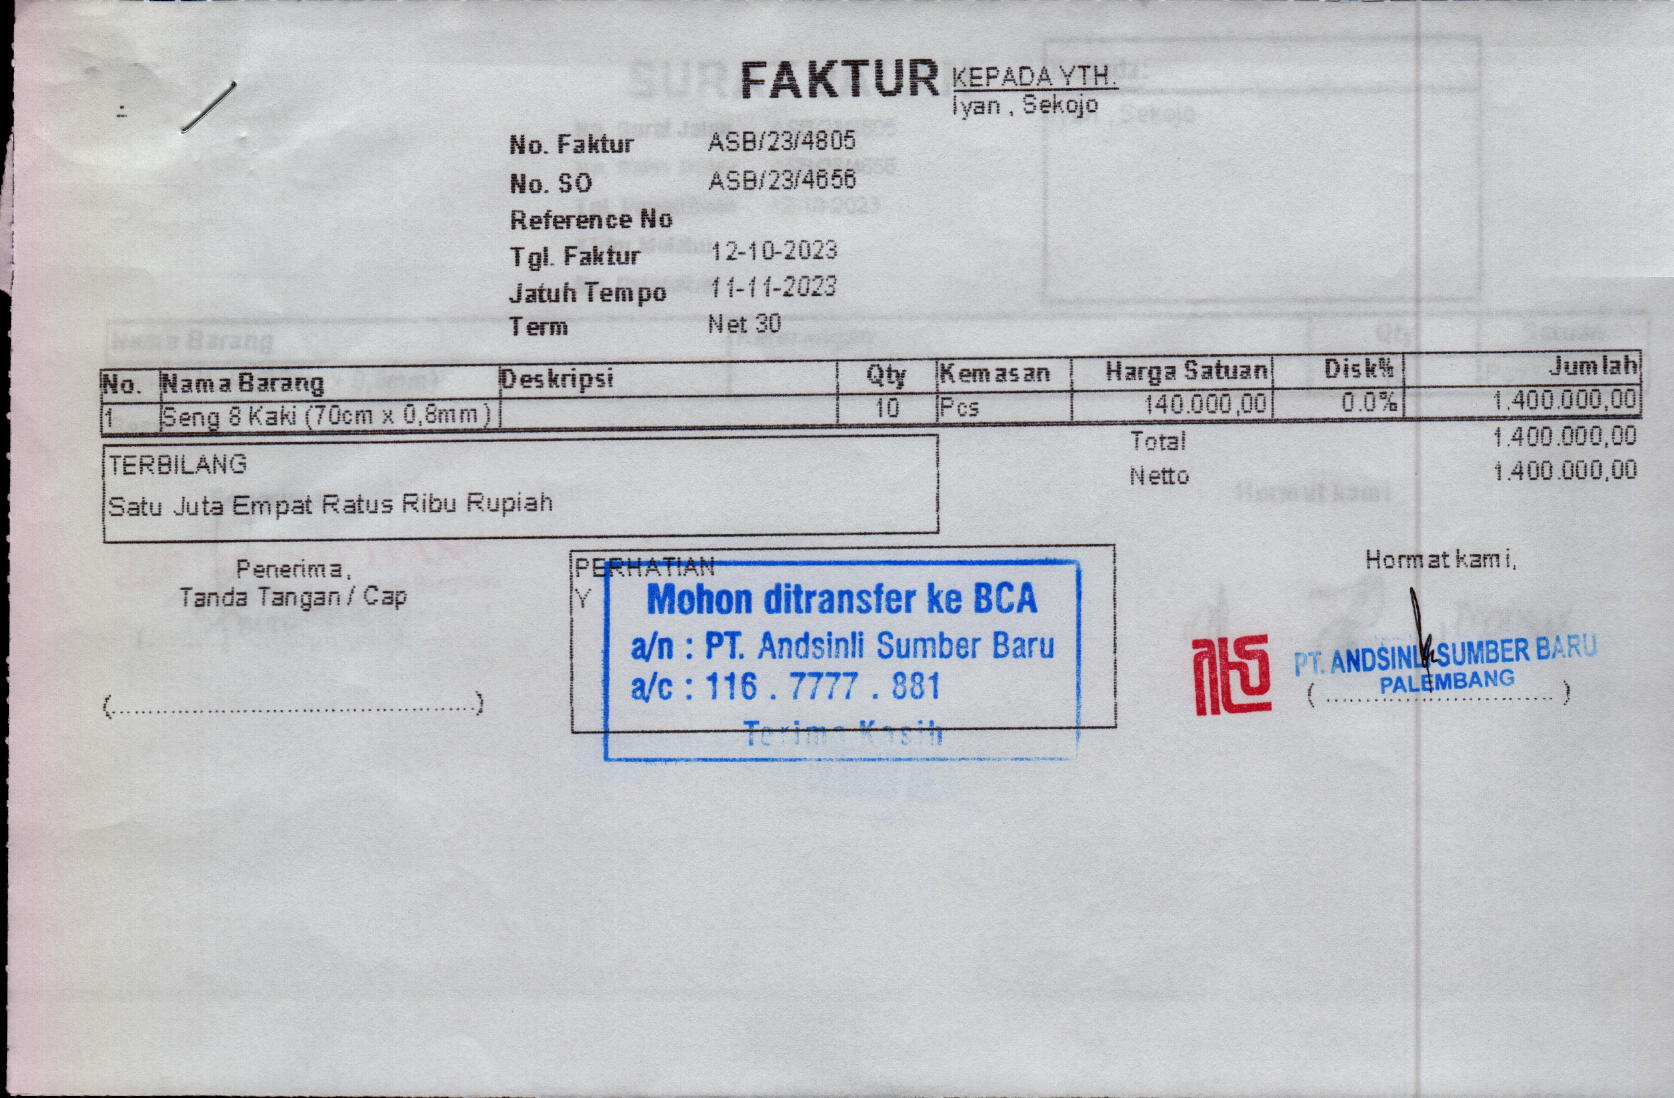 FAKTUR
KEPADA YTH.
Iyan , Sekojo
No. Faktur ASB/23/4805
No. SO ASB/23/4656
Reference No
Tgl. Faktur 12-10-2023
Jatuh Tempo 11-11-2023
Term Net 30
No. Nama Barang Deskripsi Qty Kemasan Harga Satuan Disk% Jumlah
1 Seng 8 Kaki (70cm x 0,8mm) 10 Pcs 140.000,00 0.0% 1.400.000,00
Total 1.400.000,00
Netto 1.400.000,00
TERBILANG
Satu Juta Empat Ratus Ribu Rupiah
Penerima,
Tanda Tangan / Cap
(..................................................)
PERHATIAN
Y
Mohon ditransfer ke BCA
a/n : PT. Andsinli Sumber Baru
a/c : 116 . 7777 . 881
Terima Kasih
Hormat kami,
PT. ANDSINLI SUMBER BARU
PALEMBANG
(..............................)